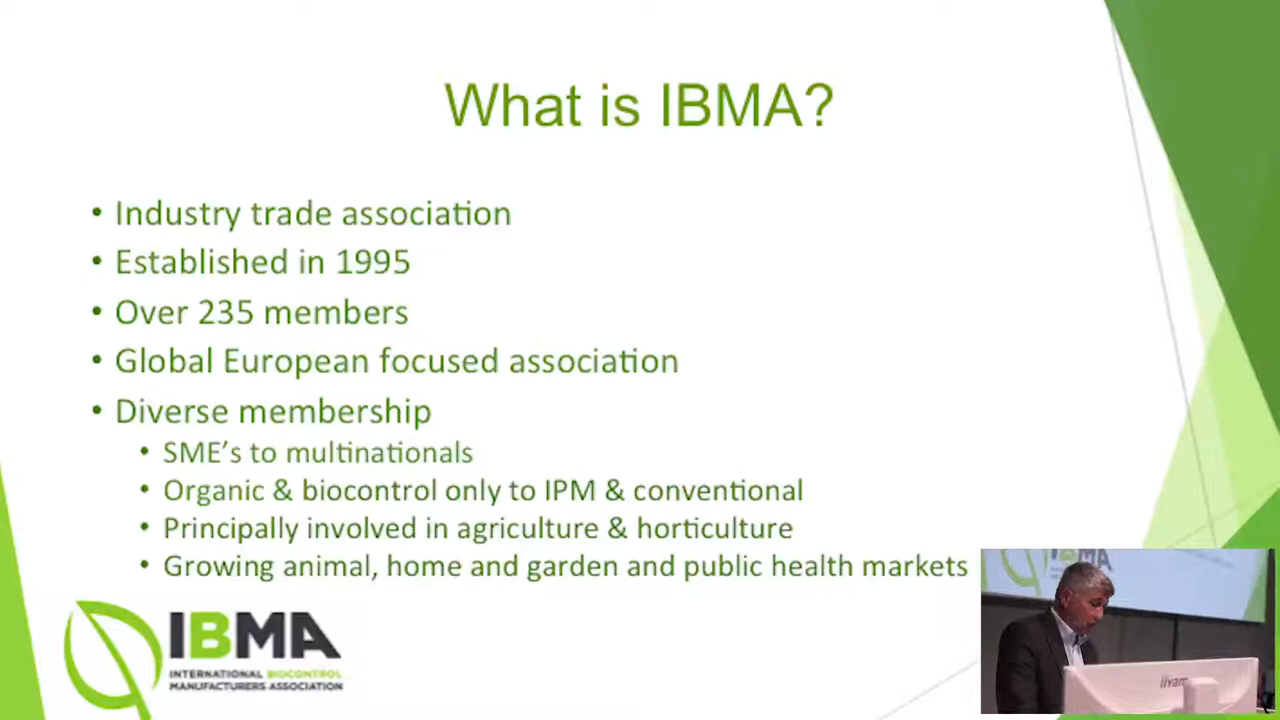 What is IBMA?
• Industry trade association
• Established in 1995
• Over 235 members
• Global European focused association
• Diverse membership
• SME's to multinationals
• Organic & biocontrol only to IPM & conventional
• Principally involved in agriculture & horticulture
• Growing animal, home and garden and public health markets
IBMA
INTERNATIONAL BIOCONTROL
MANUFACTURERS ASSOCIATION
IBMA
iiyama